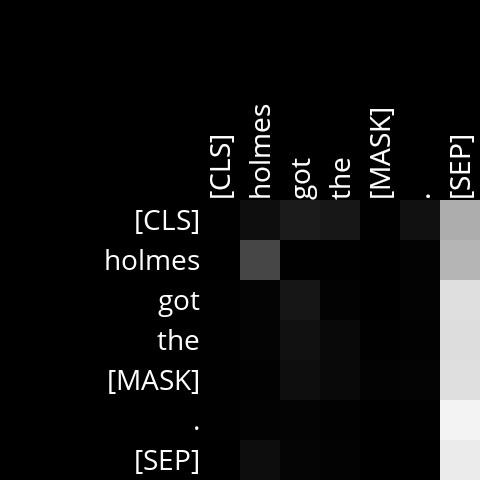 [CLS] holmes got the [MASK] . [SEP]
[CLS]
holmes
got
the
[MASK]
.
[SEP]